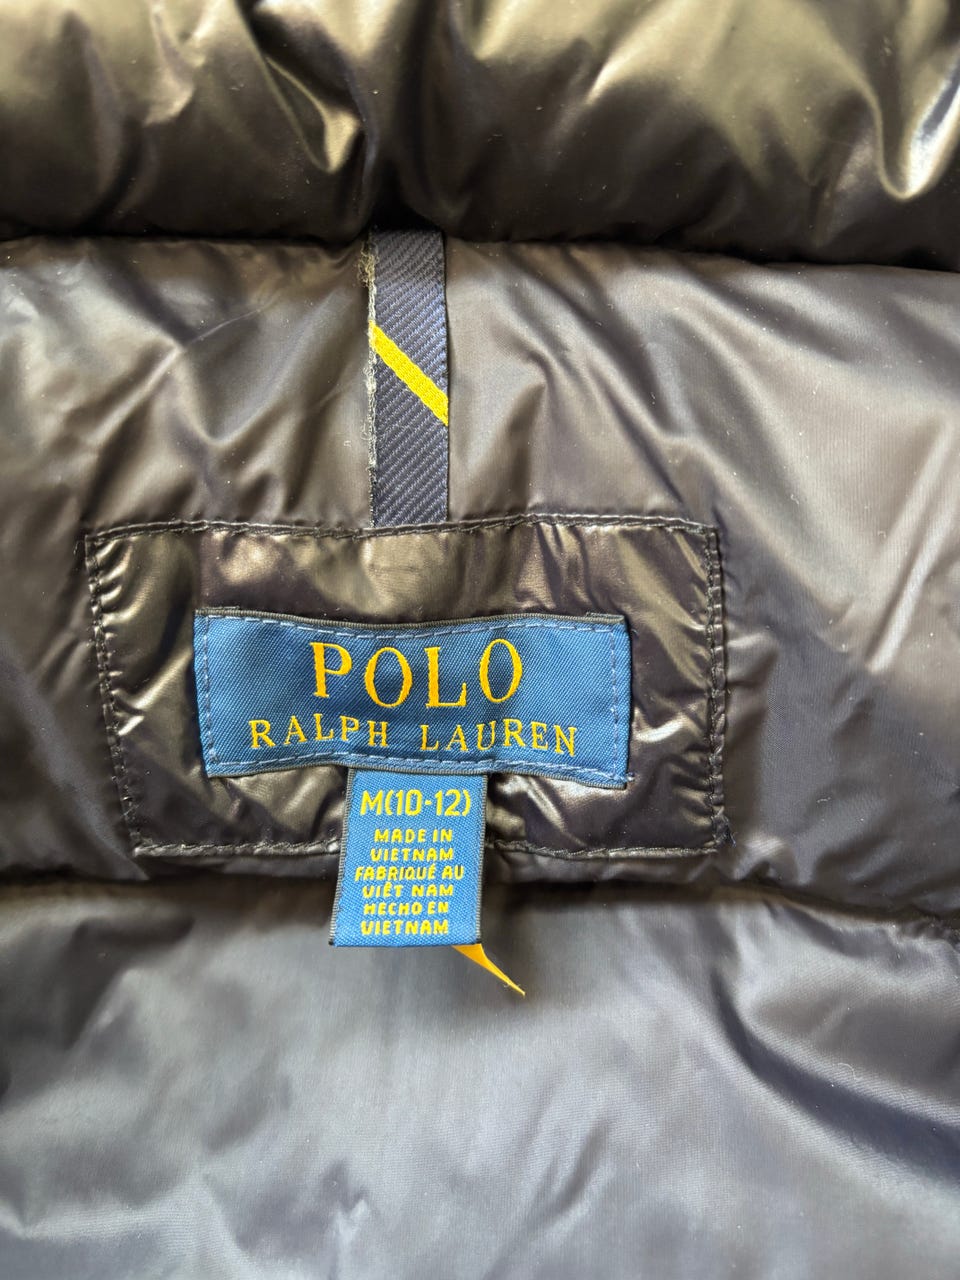 POLO
RALPH LAUREN
M(10-12)
MADE IN
VIETNAM
FABRIQUÉ AU
VIÊT NAM
HECHO EN
VIETNAM